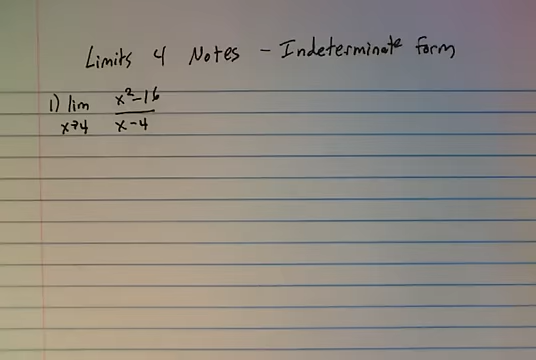 Limits 4 Notes - Indeterminate Form
1) lim x²-16
x→4 x-4